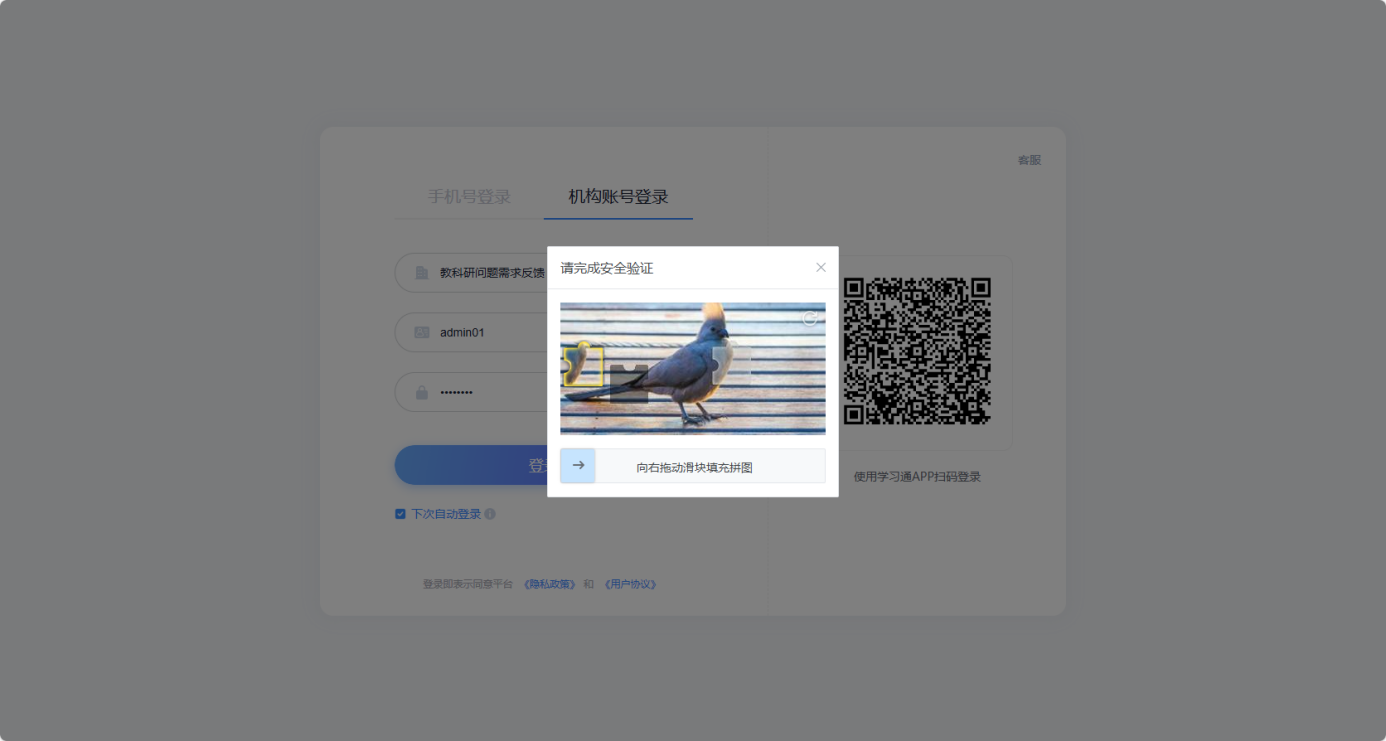 客服
手机号登录
机构账号登录
教科研问题需求反馈
admin01
••••••••
登
下次自动登录
登录即表示同意平台 《隐私政策》 和 《用户协议》
请完成安全验证
向右拖动滑块填充拼图
使用学习通APP扫码登录